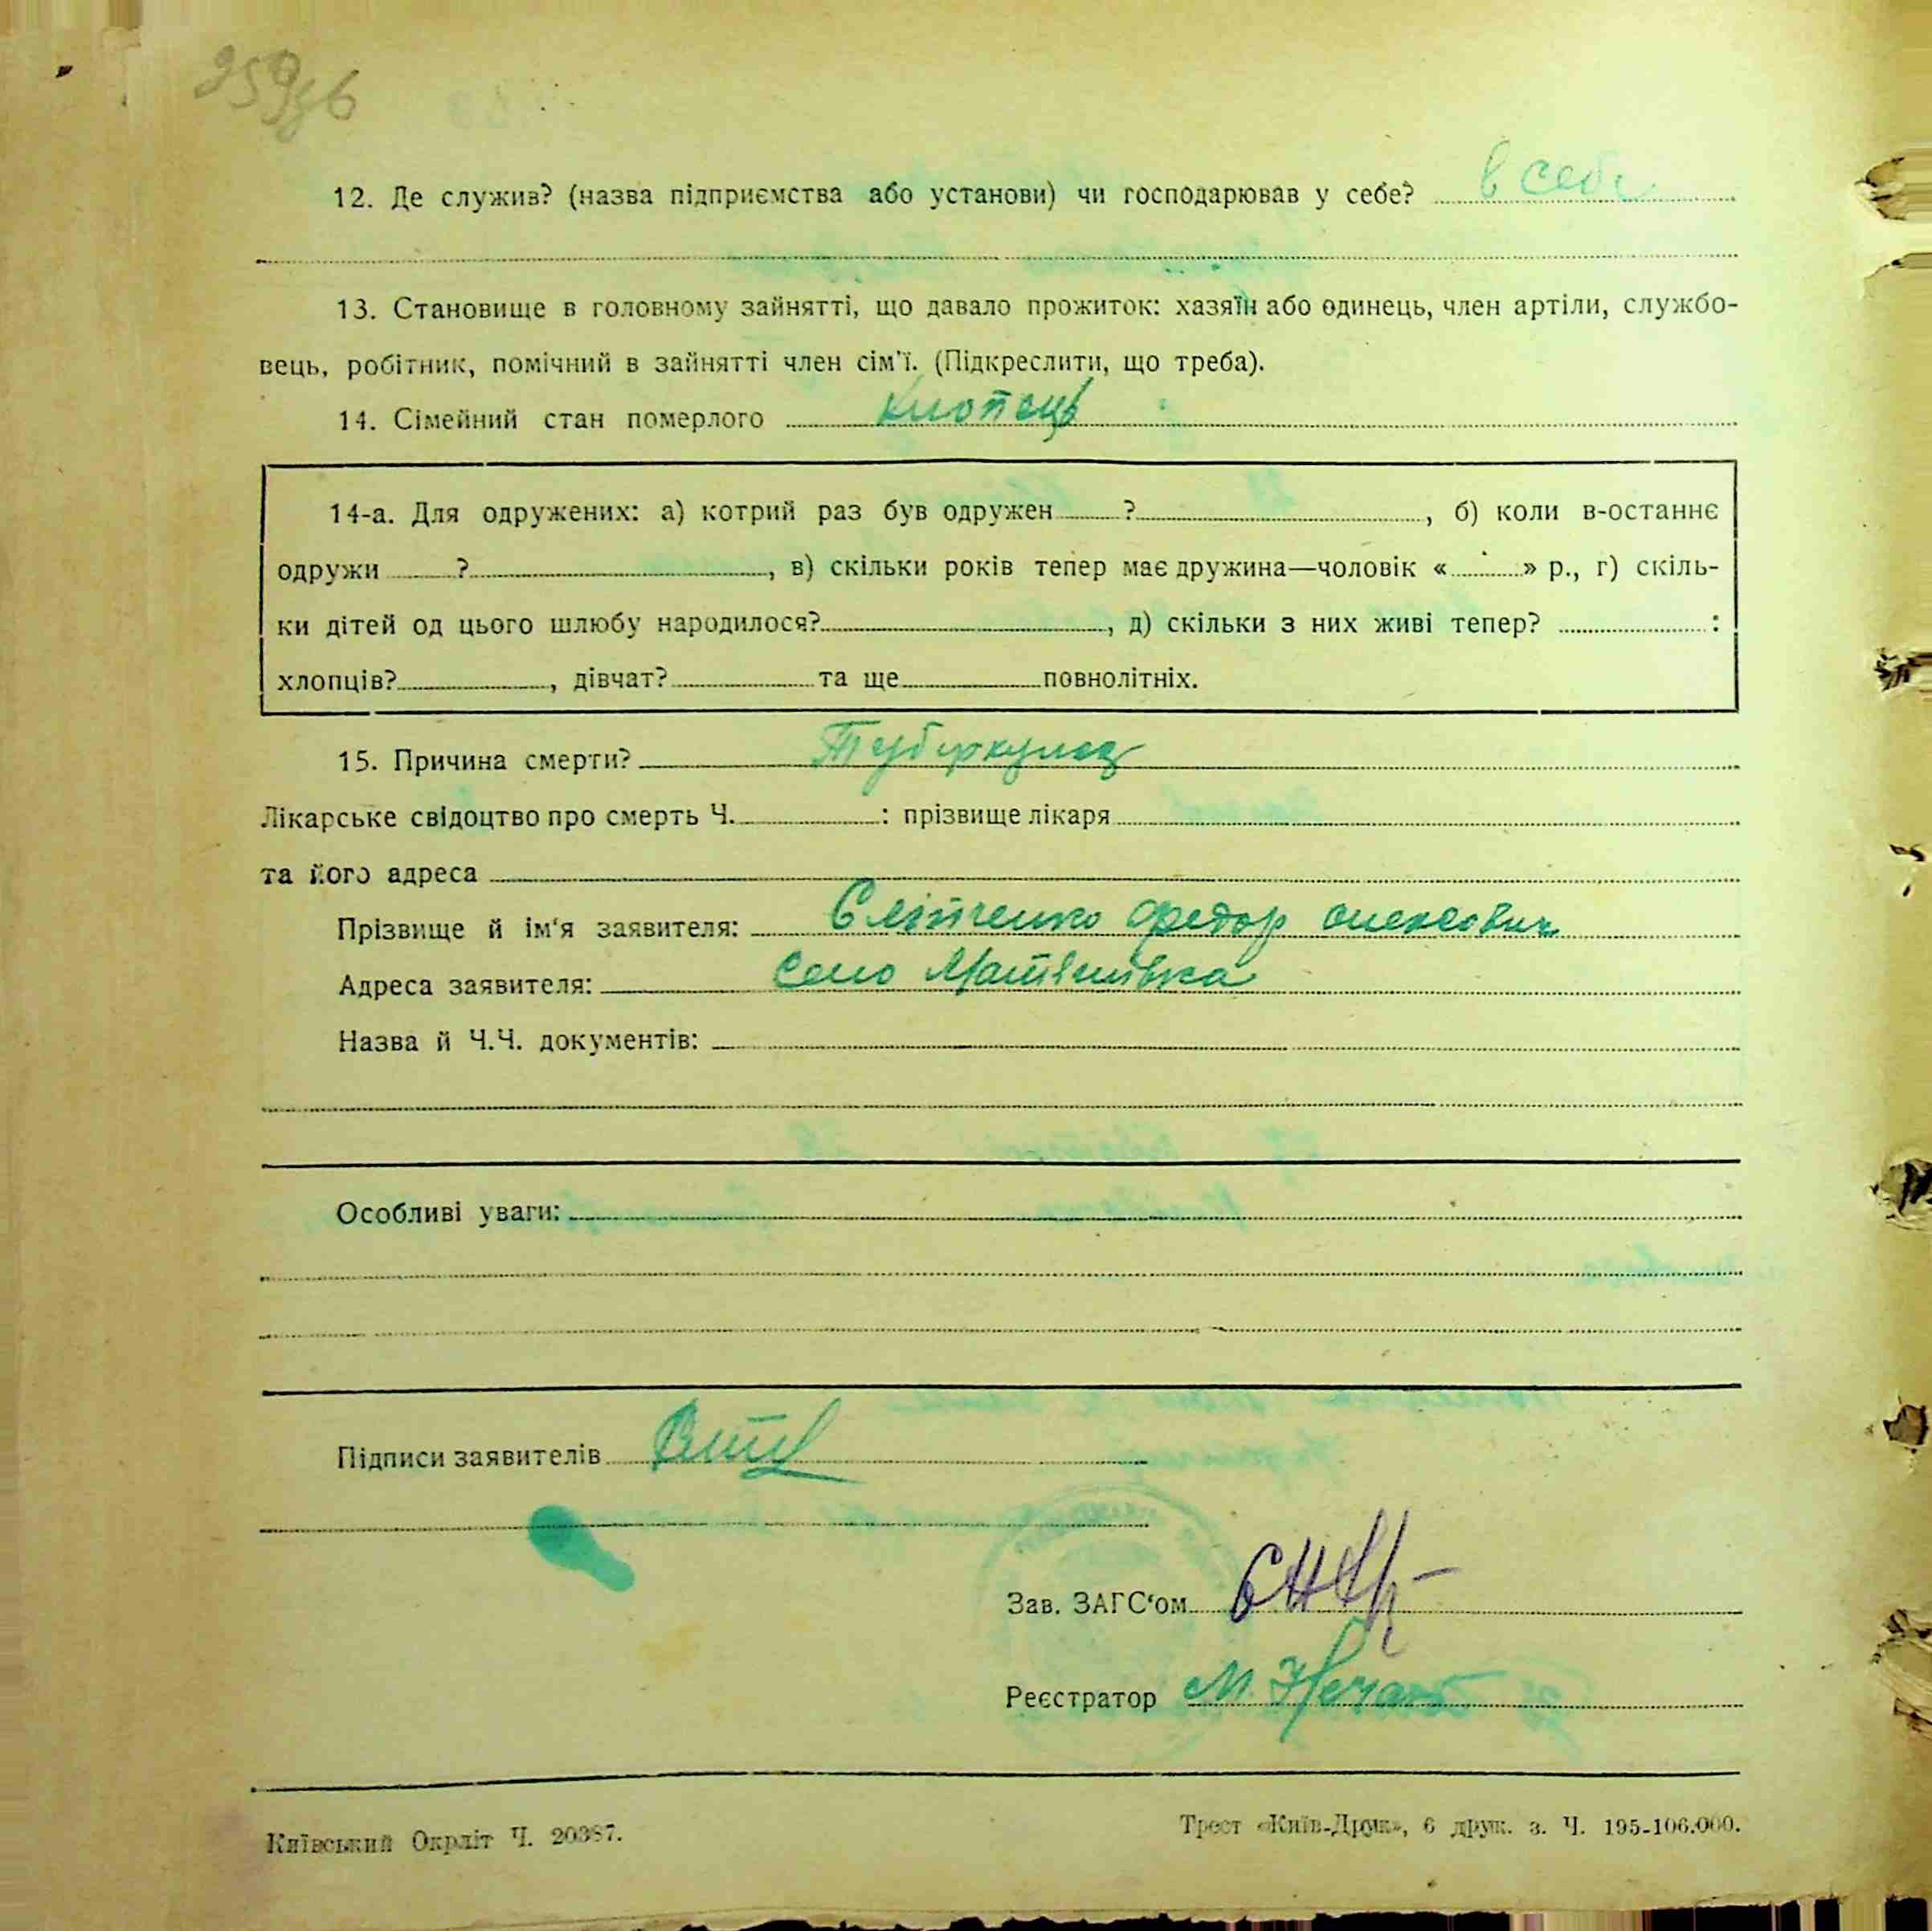 259зв
12. Де служив? (назва підприємства або установи) чи господарював у себе? в себе
13. Становище в головному зайнятті, що давало прожиток: хазяїн або одинець, член артіли, службо-
вець, робітник, помічний в зайнятті член сім'ї. (Підкреслити, що треба).
14. Сімейний стан померлого хлопець
14-а. Для одружених: а) котрий раз був одружен ? , б) коли в-останнє
одружи ? , в) скільки років тепер має дружина—чоловік « » р., г) скіль-
ки дітей од цього шлюбу народилося? , д) скільки з них живі тепер? :
хлопців? , дівчат? та ще повнолітніх.
15. Причина смерти? Туберкульоз
Лікарське свідоцтво про смерть Ч. : прізвище лікаря
та його адреса
Прізвище й ім'я заявителя: Федор Олексович
Адреса заявителя: Село
Назва й Ч.Ч. документів:
Особливі уваги:
Підписи заявителів
Зав. ЗАГС'ом
Реєстратор М.
Київський Окрліт Ч. 20387.
Трест «Київ-Друк», 6 друк. з. Ч. 195-106.000.